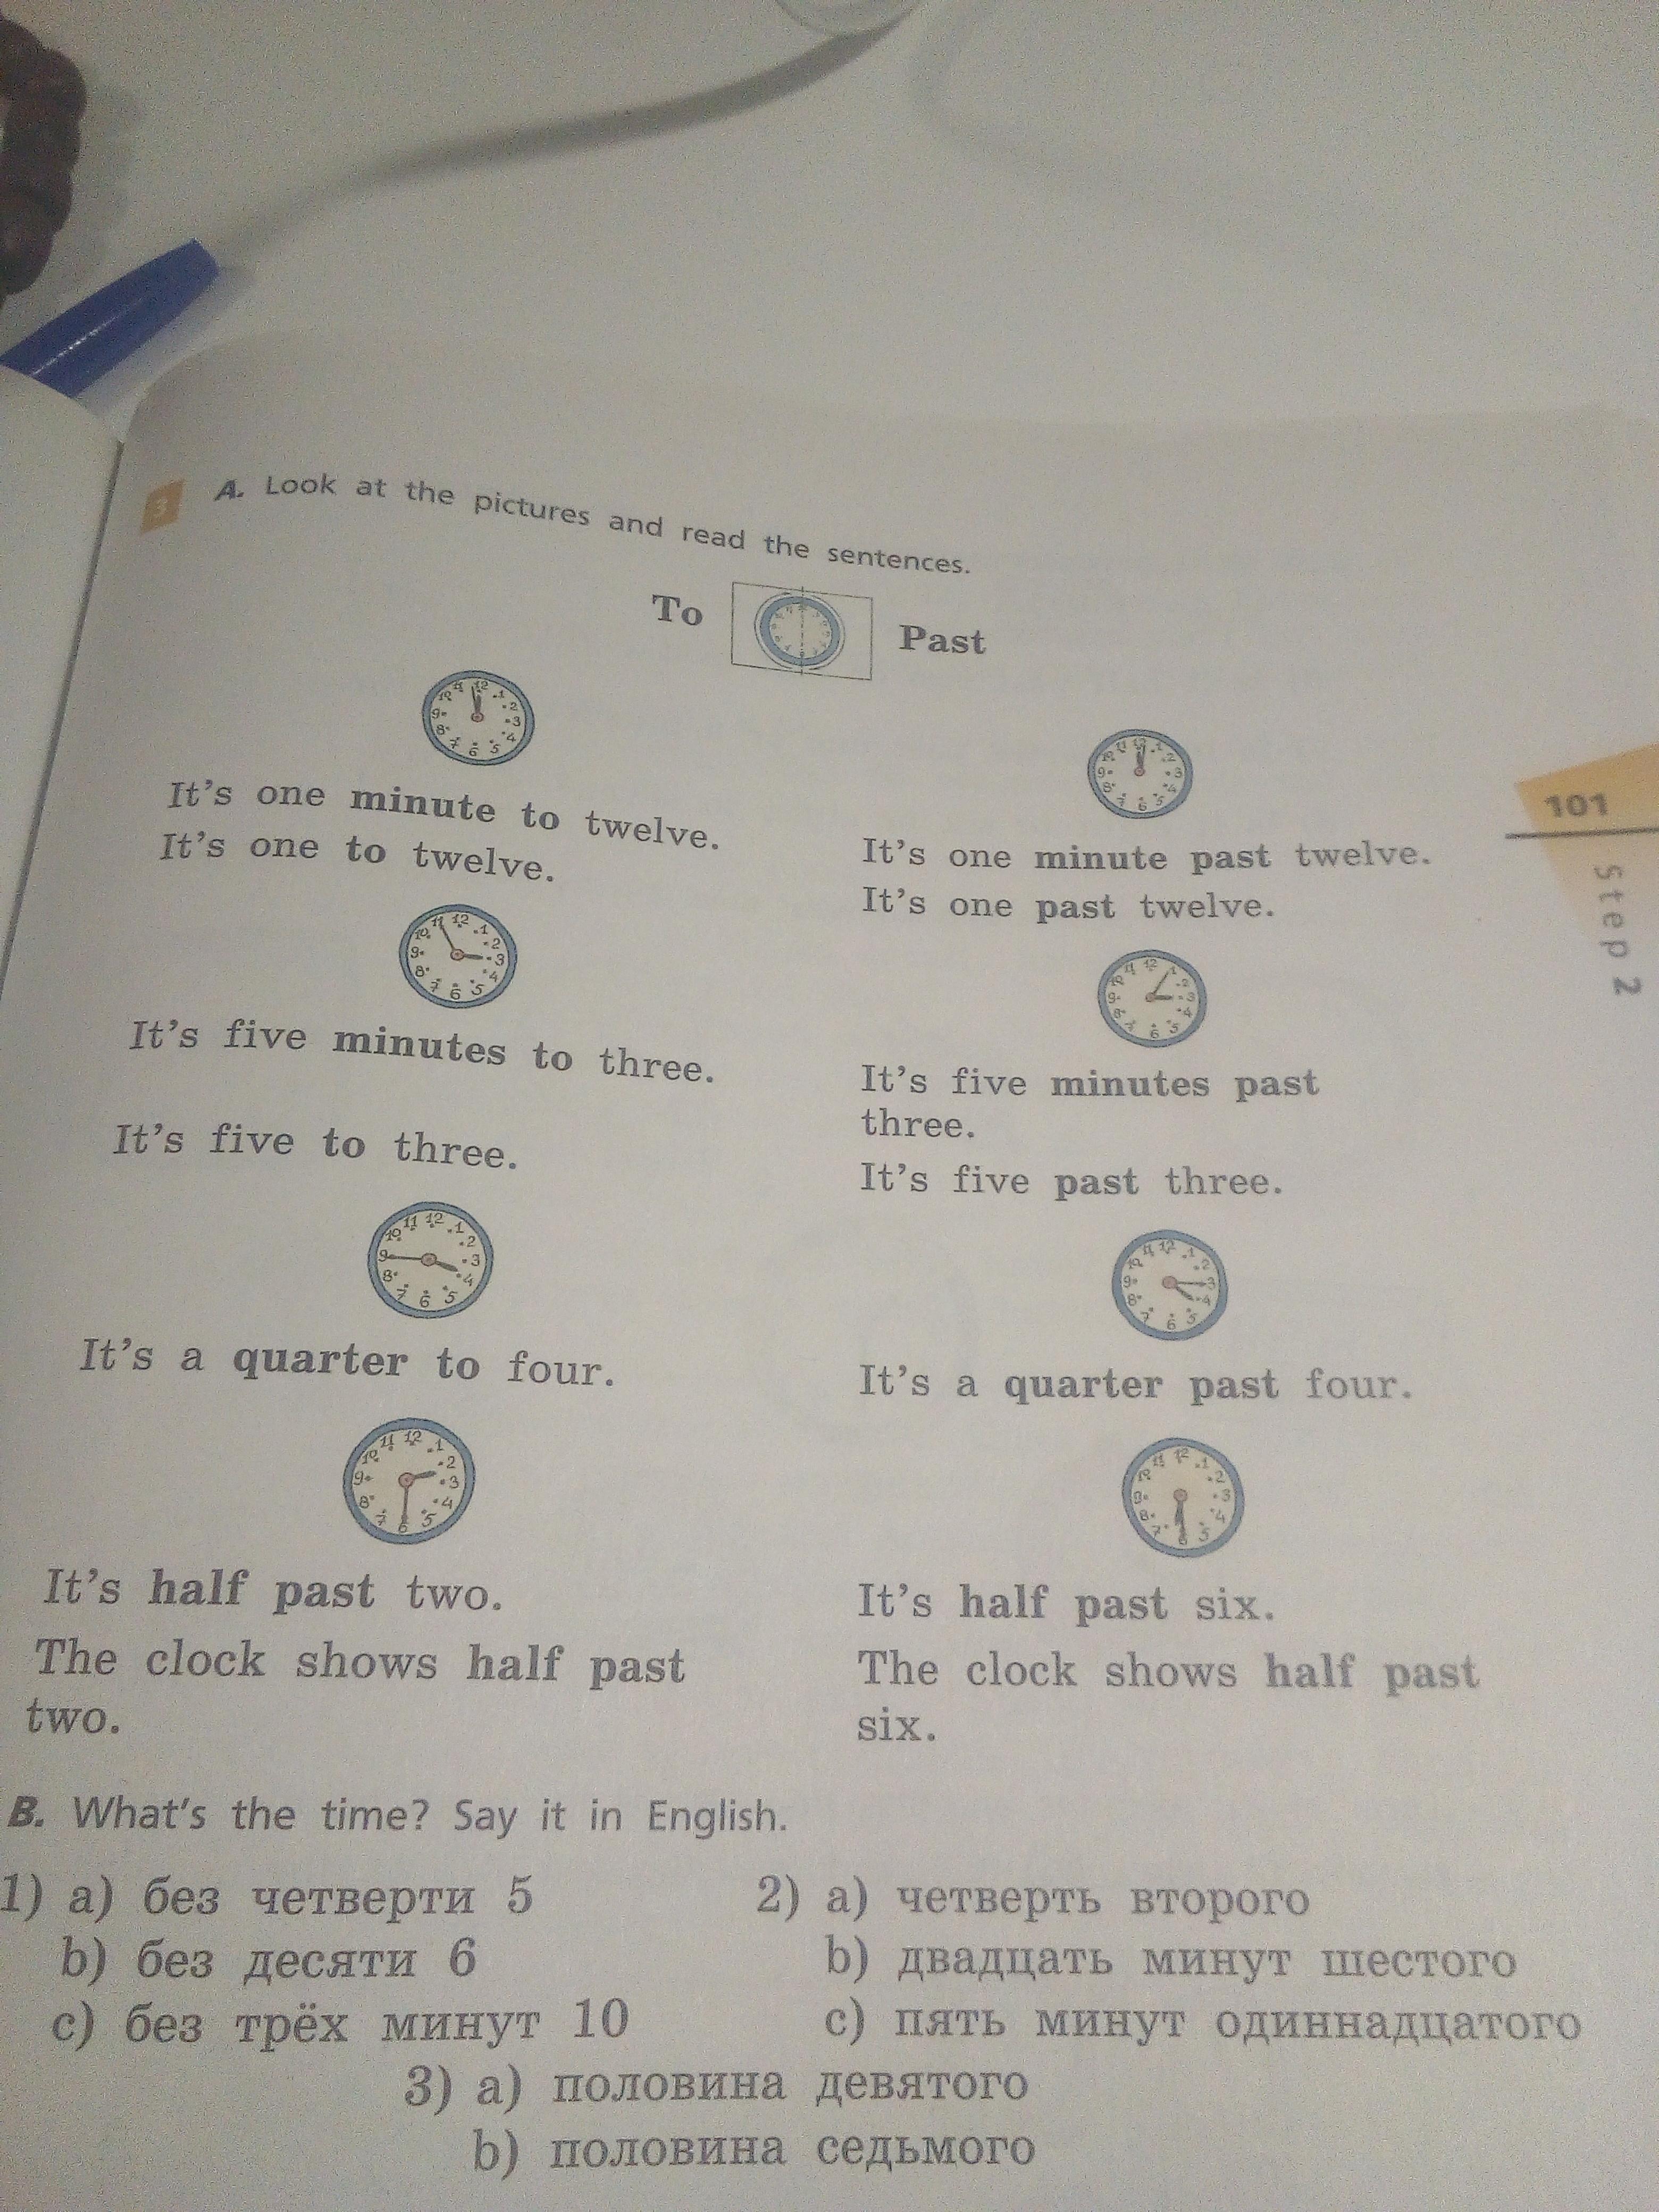 3 A. Look at the pictures and read the sentences.
To Past
It's one minute to twelve.
It's one to twelve.
It's one minute past twelve.
It's one past twelve.
101
Step 2
It's five minutes to three.
It's five to three.
It's five minutes past
three.
It's five past three.
It's a quarter to four.
It's a quarter past four.
It's half past two.
The clock shows half past
two.
It's half past six.
The clock shows half past
six.
B. What's the time? Say it in English.
1) a) без четверти 5
b) без десяти 6
c) без трёх минут 10
2) a) четверть второго
b) двадцать минут шестого
c) пять минут одиннадцатого
3) a) половина девятого
b) половина седьмого